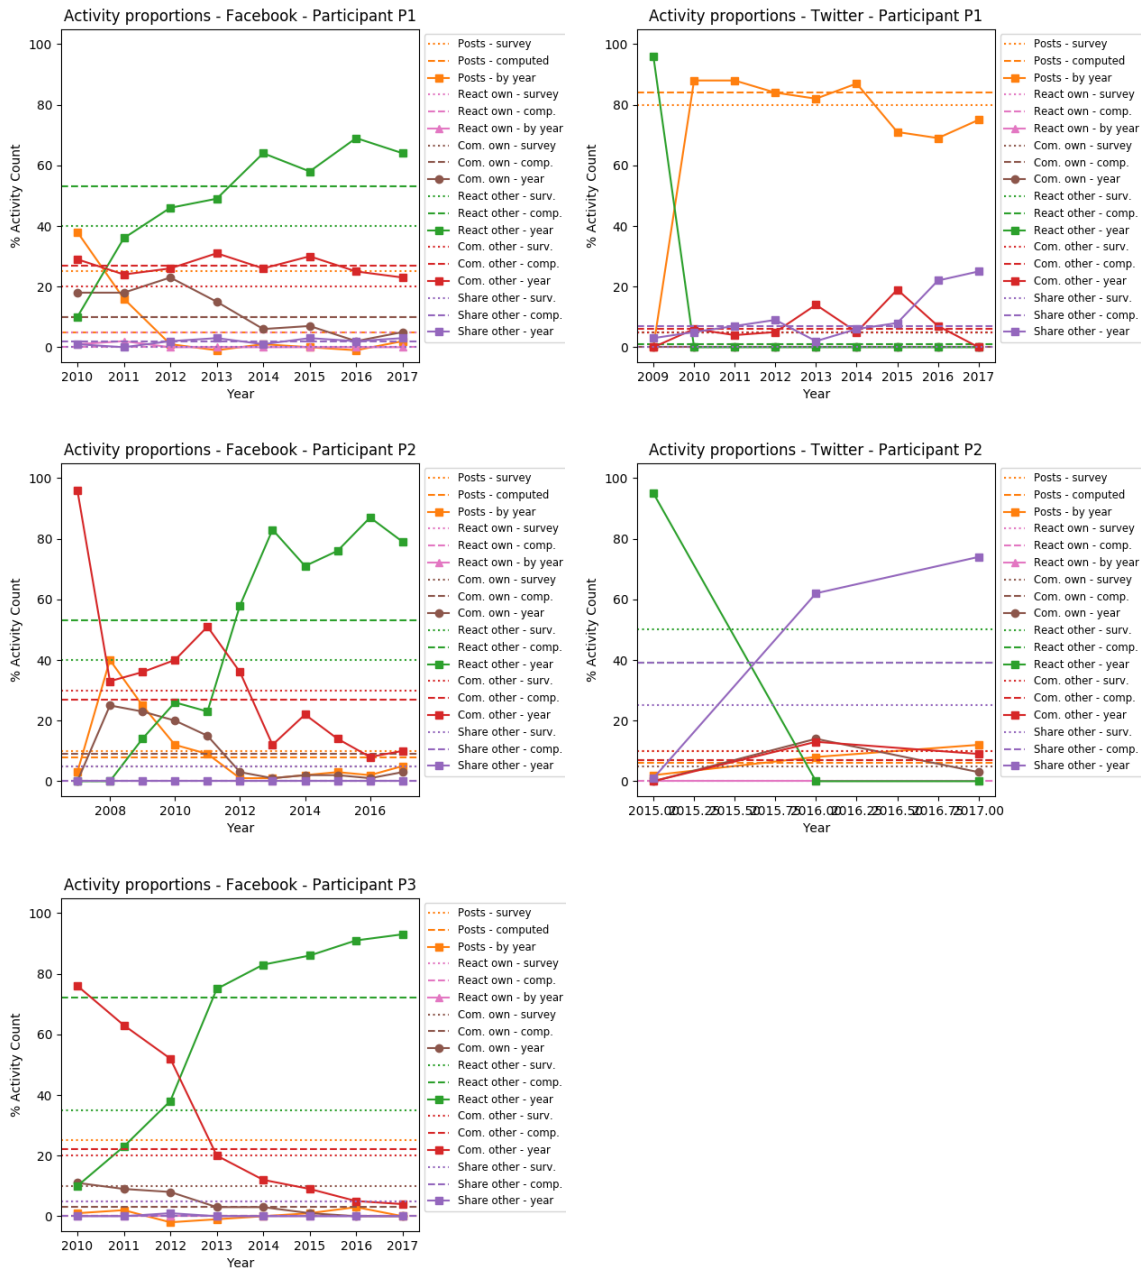 Activity proportions - Facebook - Participant P1
% Activity Count
100
80
60
40
20
0
2010 2011 2012 2013 2014 2015 2016 2017
Year
Posts - survey
Posts - computed
Posts - by year
React own - survey
React own - comp.
React own - by year
Com. own - survey
Com. own - comp.
Com. own - year
React other - surv.
React other - comp.
React other - year
Com. other - surv.
Com. other - comp.
Com. other - year
Share other - surv.
Share other - comp.
Share other - year
Activity proportions - Twitter - Participant P1
% Activity Count
100
80
60
40
20
0
2009 2010 2011 2012 2013 2014 2015 2016 2017
Year
Posts - survey
Posts - computed
Posts - by year
React own - survey
React own - comp.
React own - by year
Com. own - survey
Com. own - comp.
Com. own - year
React other - surv.
React other - comp.
React other - year
Com. other - surv.
Com. other - comp.
Com. other - year
Share other - surv.
Share other - comp.
Share other - year
Activity proportions - Facebook - Participant P2
% Activity Count
100
80
60
40
20
0
2008 2010 2012 2014 2016
Year
Posts - survey
Posts - computed
Posts - by year
React own - survey
React own - comp.
React own - by year
Com. own - survey
Com. own - comp.
Com. own - year
React other - surv.
React other - comp.
React other - year
Com. other - surv.
Com. other - comp.
Com. other - year
Share other - surv.
Share other - comp.
Share other - year
Activity proportions - Twitter - Participant P2
% Activity Count
100
80
60
40
20
0
2015.00 2015.25 2015.50 2015.75 2016.00 2016.25 2016.50 2016.75 2017.00
Year
Posts - survey
Posts - computed
Posts - by year
React own - survey
React own - comp.
React own - by year
Com. own - survey
Com. own - comp.
Com. own - year
React other - surv.
React other - comp.
React other - year
Com. other - surv.
Com. other - comp.
Com. other - year
Share other - surv.
Share other - comp.
Share other - year
Activity proportions - Facebook - Participant P3
% Activity Count
100
80
60
40
20
0
2010 2011 2012 2013 2014 2015 2016 2017
Year
Posts - survey
Posts - computed
Posts - by year
React own - survey
React own - comp.
React own - by year
Com. own - survey
Com. own - comp.
Com. own - year
React other - surv.
React other - comp.
React other - year
Com. other - surv.
Com. other - comp.
Com. other - year
Share other - surv.
Share other - comp.
Share other - year